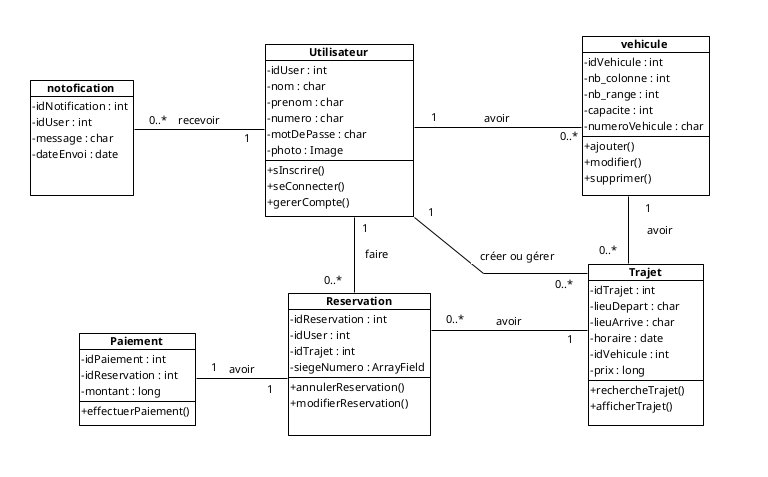 notofication
-idNotification : int
-idUser : int
-message : char
-dateEnvoi : date
0..*
recevoir
1
Utilisateur
-idUser : int
-nom : char
-prenom : char
-numero : char
-motDePasse : char
-photo : Image
+sInscrire()
+seConnecter()
+gererCompte()
1
avoir
0..*
vehicule
-idVehicule : int
-nb_colonne : int
-nb_range : int
-capacite : int
-numeroVehicule : char
+ajouter()
+modifier()
+supprimer()
1
faire
0..*
1
créer ou gérer
0..*
1
avoir
0..*
Trajet
-idTrajet : int
-lieuDepart : char
-lieuArrive : char
-horaire : date
-idVehicule : int
-prix : long
+rechercheTrajet()
+afficherTrajet()
Reservation
-idReservation : int
-idUser : int
-idTrajet : int
-siegeNumero : ArrayField
+annulerReservation()
+modifierReservation()
0..*
avoir
1
Paiement
-idPaiement : int
-idReservation : int
-montant : long
+effectuerPaiement()
1
avoir
1